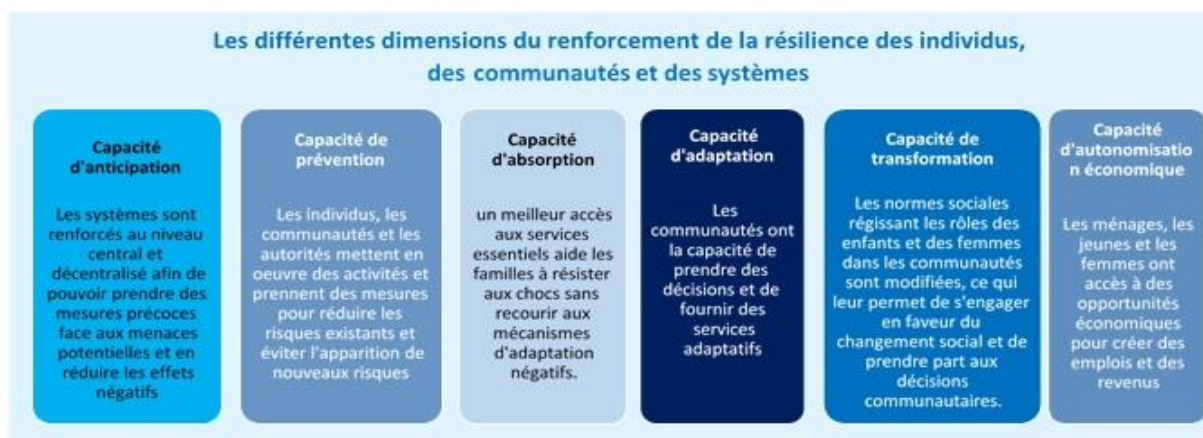 Les différentes dimensions du renforcement de la résilience des individus,
des communautés et des systèmes
Capacité
d'anticipation
Les systèmes sont
renforcés au niveau
central et
décentralisé afin de
pouvoir prendre des
mesures précoces
face aux menaces
potentielles et en
réduire les effets
négatifs
Capacité de
prévention
Les individus, les
communautés et les
autorités mettent en
oeuvre des activités et
prennent des mesures
pour réduire les
risques existants et
éviter l'apparition de
nouveaux risques
Capacité
d'absorption
un meilleur accès
aux services
essentiels aide les
familles à résister
aux chocs sans
recourir aux
mécanismes
d'adaptation
négatifs.
Capacité
d'adaptation
Les
communautés ont
la capacité de
prendre des
décisions et de
fournir des
services
adaptatifs
Capacité de
transformation
Les normes sociales
régissant les rôles des
enfants et des femmes
dans les communautés
sont modifiées, ce qui
leur permet de s'engager
en faveur du
changement social et de
prendre part aux
décisions
communautaires.
Capacité
d'autonomisatio
n économique
Les ménages, les
jeunes et les
femmes ont
accès à des
opportunités
économiques
pour créer des
emplois et des
revenus